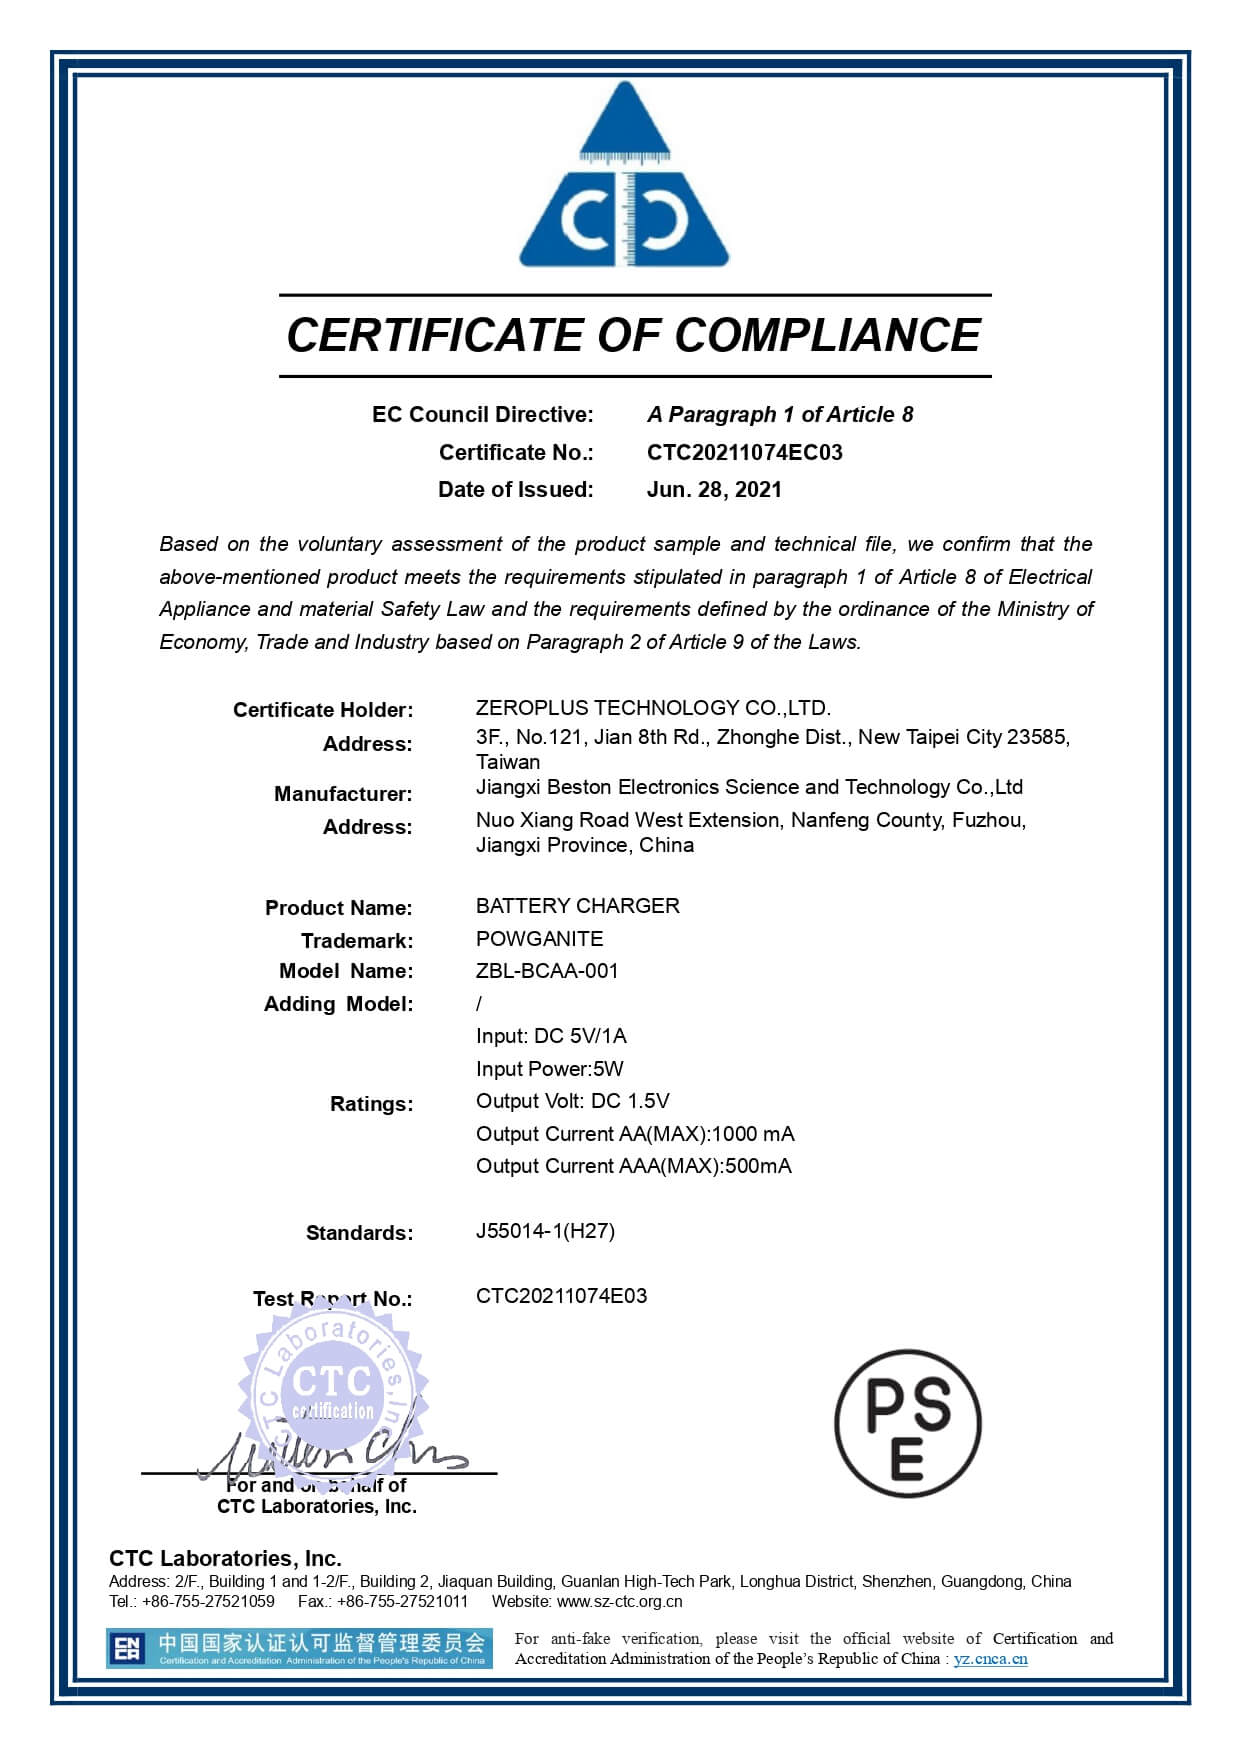 CERTIFICATE OF COMPLIANCE
EC Council Directive: A Paragraph 1 of Article 8
Certificate No.: CTC20211074EC03
Date of Issued: Jun. 28, 2021
Based on the voluntary assessment of the product sample and technical file, we confirm that the
above-mentioned product meets the requirements stipulated in paragraph 1 of Article 8 of Electrical
Appliance and material Safety Law and the requirements defined by the ordinance of the Ministry of
Economy, Trade and Industry based on Paragraph 2 of Article 9 of the Laws.
Certificate Holder: ZEROPLUS TECHNOLOGY CO.,LTD.
Address: 3F., No.121, Jian 8th Rd., Zhonghe Dist., New Taipei City 23585,
Taiwan
Manufacturer: Jiangxi Beston Electronics Science and Technology Co.,Ltd
Address: Nuo Xiang Road West Extension, Nanfeng County, Fuzhou,
Jiangxi Province, China
Product Name: BATTERY CHARGER
Trademark: POWGANITE
Model Name: ZBL-BCAA-001
Adding Model: /
Input: DC 5V/1A
Input Power:5W
Ratings: Output Volt: DC 1.5V
Output Current AA(MAX):1000 mA
Output Current AAA(MAX):500mA
Standards: J55014-1(H27)
Test Report No.: CTC20211074E03
CTC Laboratories,Inc.
CTC
certification
PS
E
For and on behalf of
CTC Laboratories, Inc.
CTC Laboratories, Inc.
Address: 2/F., Building 1 and 1-2/F., Building 2, Jiaquan Building, Guanlan High-Tech Park, Longhua District, Shenzhen, Guangdong, China
Tel.: +86-755-27521059 Fax.: +86-755-27521011 Website: www.sz-ctc.org.cn
中国国家认证认可监督管理委员会
Certification and Accreditation Administration of the People's Republic of China
For anti-fake verification, please visit the official website of Certification and
Accreditation Administration of the People’s Republic of China : yz.cnca.cn